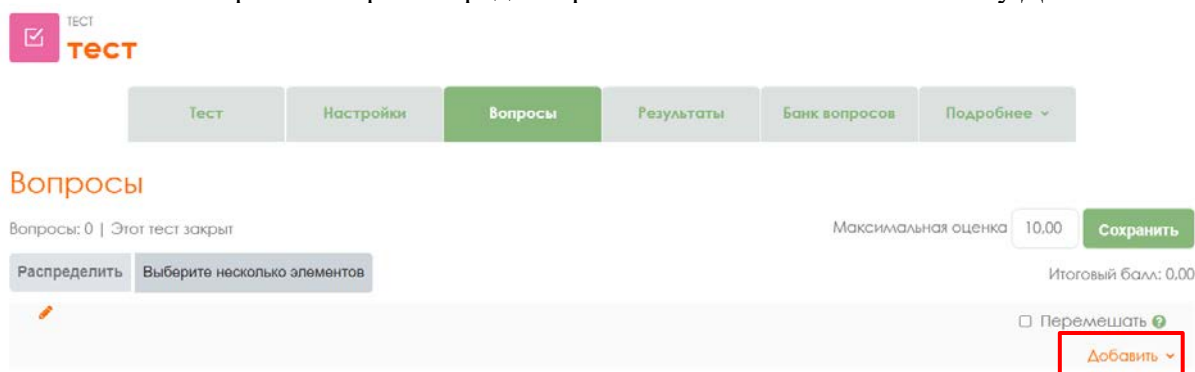 ТЕСТ
тест
Тест Настройки Вопросы Результаты Банк вопросов Подробнее
Вопросы
Вопросы: 0 | Этот тест закрыт Максимальная оценка 10,00 Сохранить
Распределить Выберите несколько элементов Итоговый балл: 0,00
Перемешать
Добавить